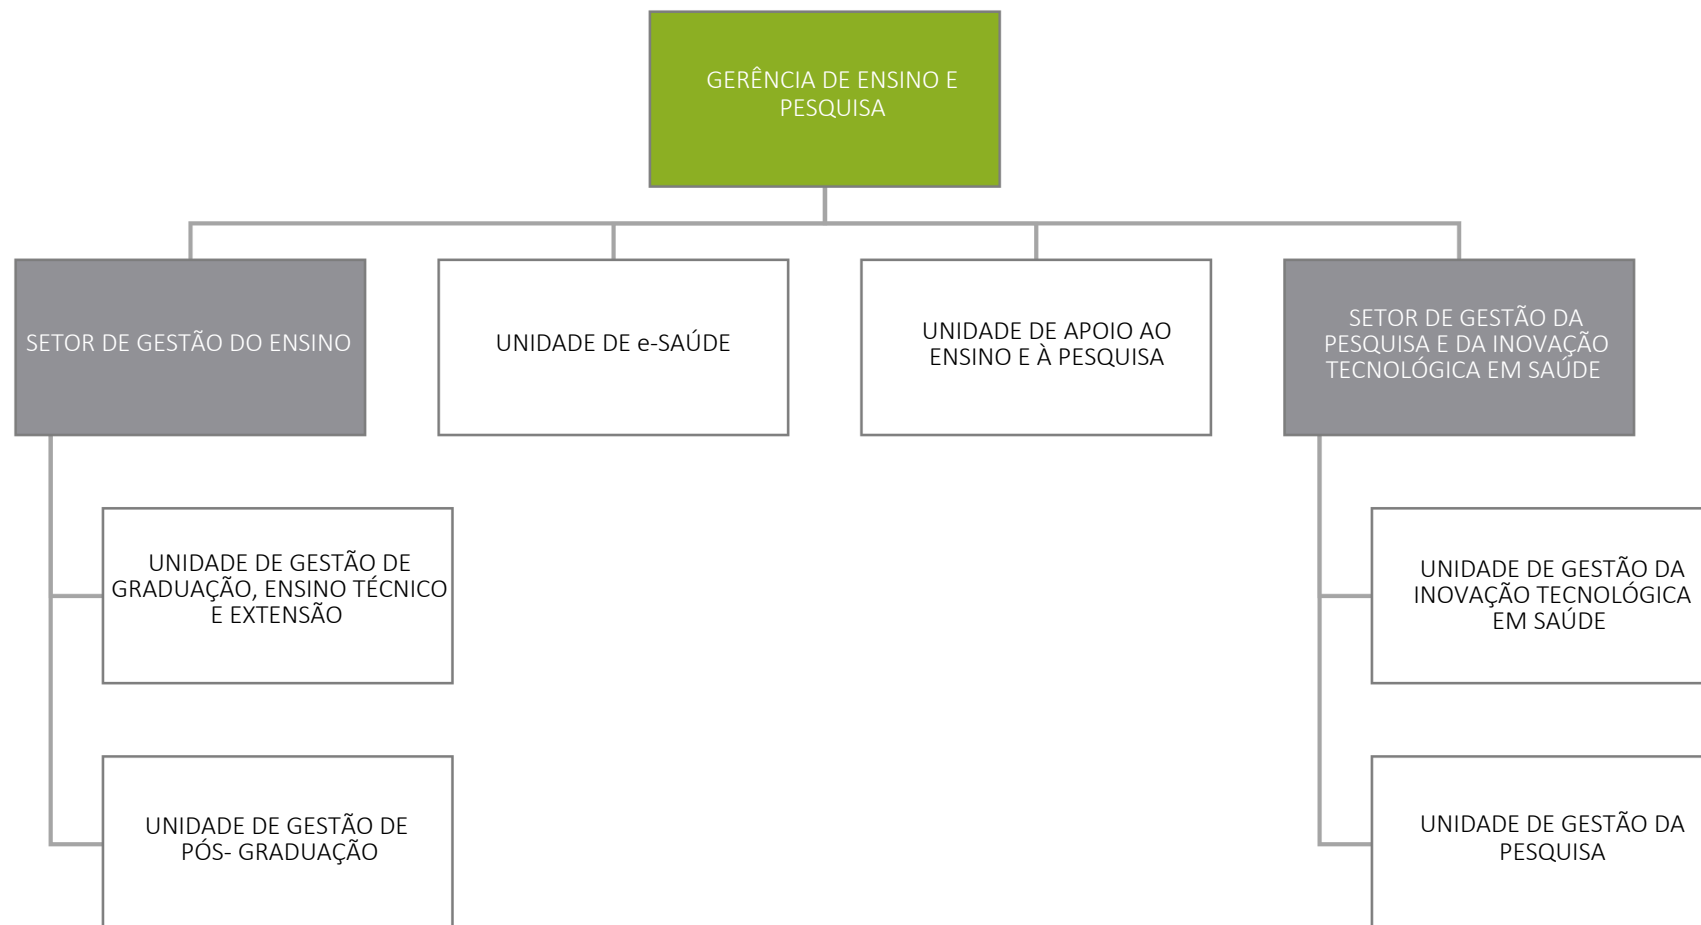 GERÊNCIA DE ENSINO E
PESQUISA
SETOR DE GESTÃO DO ENSINO
UNIDADE DE e-SAÚDE
UNIDADE DE APOIO AO
ENSINO E À PESQUISA
SETOR DE GESTÃO DA
PESQUISA E DA INOVAÇÃO
TECNOLÓGICA EM SAÚDE
UNIDADE DE GESTÃO DE
GRADUAÇÃO, ENSINO TÉCNICO
E EXTENSÃO
UNIDADE DE GESTÃO DA
INOVAÇÃO TECNOLÓGICA
EM SAÚDE
UNIDADE DE GESTÃO DE
PÓS- GRADUAÇÃO
UNIDADE DE GESTÃO DA
PESQUISA